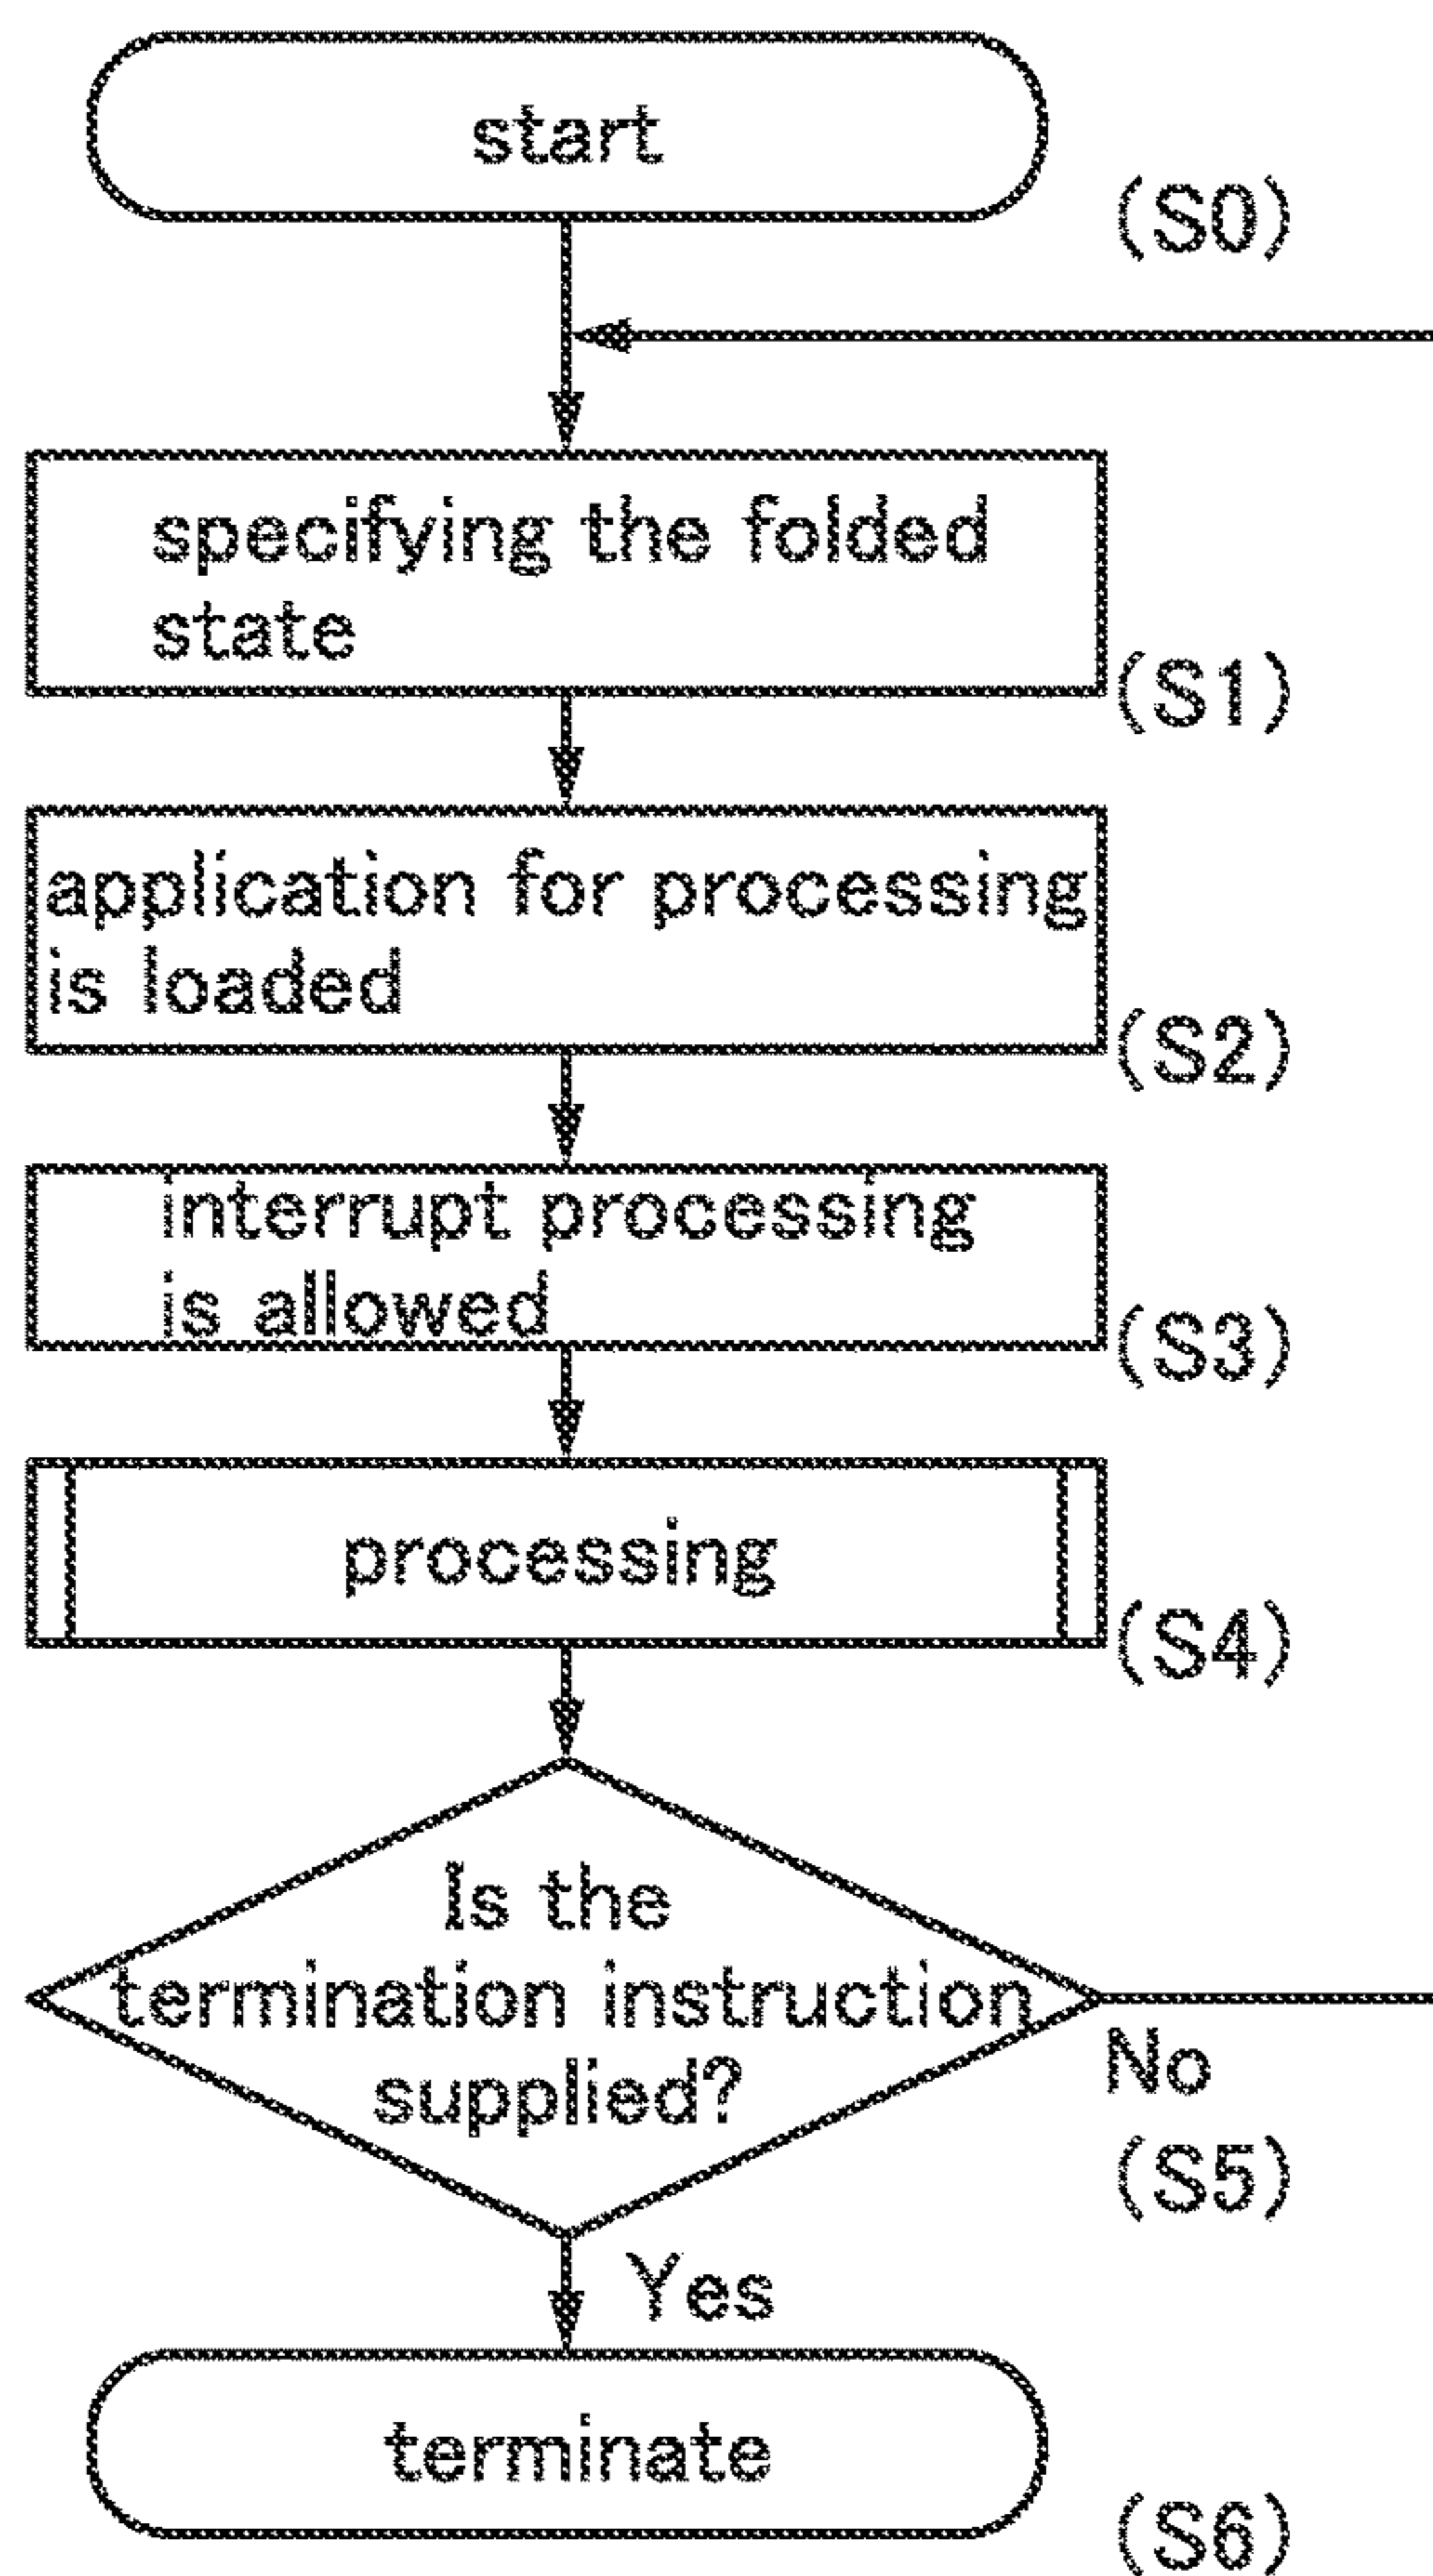 start
(S0)
specifying the folded
state
(S1)
application for processing
is loaded
(S2)
interrupt processing
is allowed
(S3)
processing
(S4)
Is the
termination instruction
supplied?
No
(S5)
Yes
terminate
(S6)